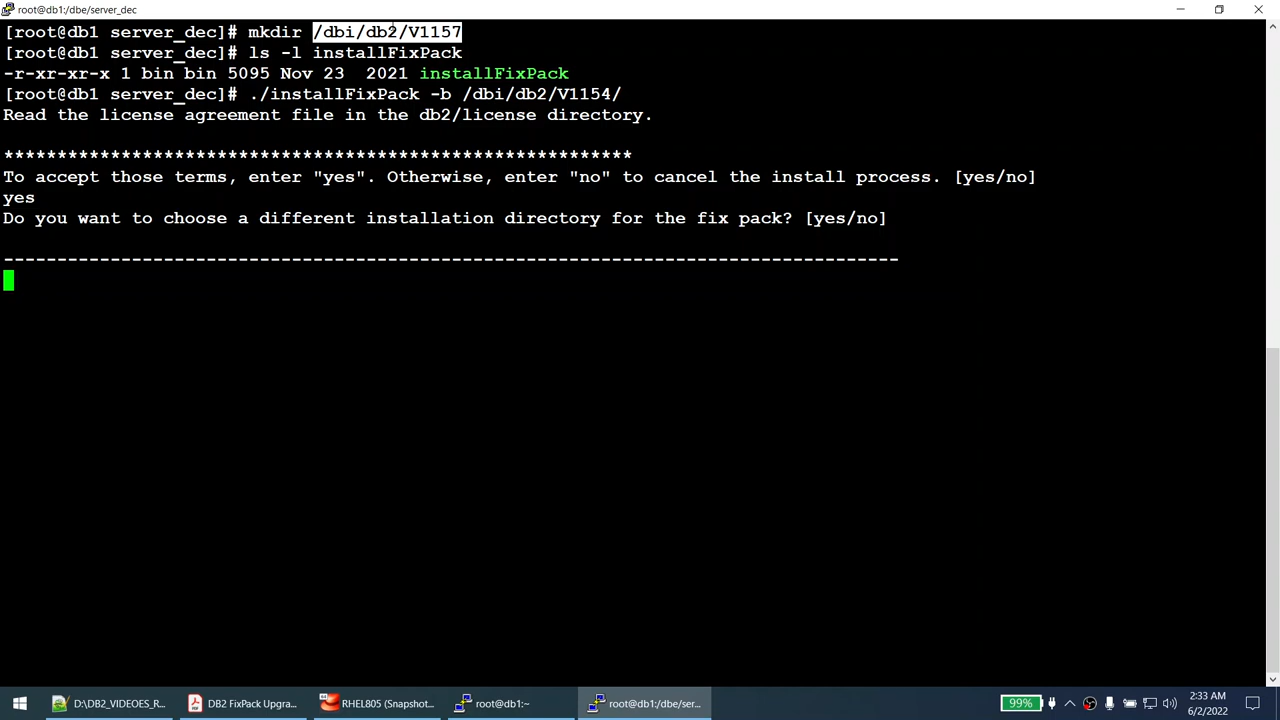 root@db1:/dbe/server_dec
[root@db1 server_dec]# mkdir /dbi/db2/V1157
[root@db1 server_dec]# ls -l installFixPack
-r-xr-xr-x 1 bin bin 5095 Nov 23  2021 installFixPack
[root@db1 server_dec]# ./installFixPack -b /dbi/db2/V1154/
Read the license agreement file in the db2/license directory.
***********************************************************
To accept those terms, enter "yes". Otherwise, enter "no" to cancel the install process. [yes/no]
yes
Do you want to choose a different installation directory for the fix pack? [yes/no]
------------------------------------------------------------------------------------
D:\DB2_VIDEOES_R...
DB2 FixPack Upgra...
RHEL805 (Snapshot...
root@db1:~
root@db1:/dbe/ser...
99%
2:33 AM
6/2/2022